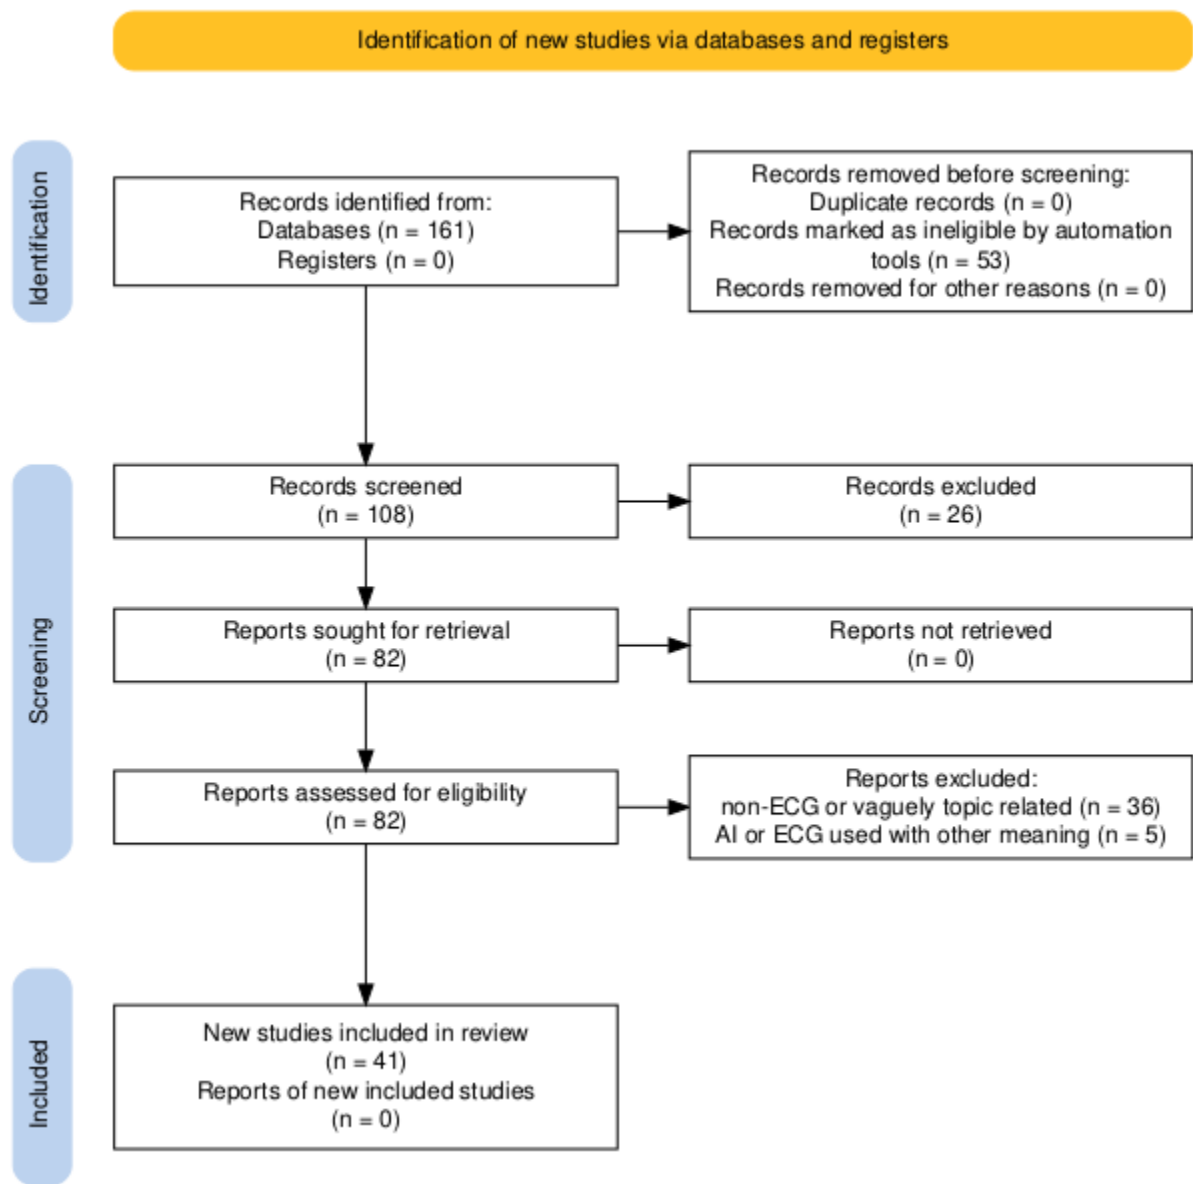 Identification of new studies via databases and registers
Identification
Records identified from:
Databases (n = 161)
Registers (n = 0)
Records removed before screening:
Duplicate records (n = 0)
Records marked as ineligible by automation
tools (n = 53)
Records removed for other reasons (n = 0)
Screening
Records screened
(n = 108)
Records excluded
(n = 26)
Reports sought for retrieval
(n = 82)
Reports not retrieved
(n = 0)
Reports assessed for eligibility
(n = 82)
Reports excluded:
non-ECG or vaguely topic related (n = 36)
AI or ECG used with other meaning (n = 5)
Included
New studies included in review
(n = 41)
Reports of new included studies
(n = 0)